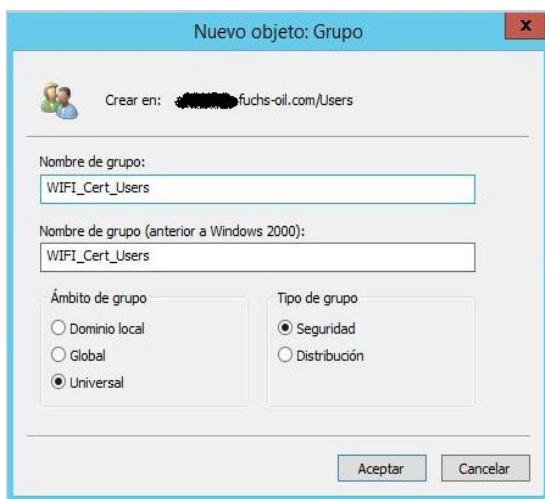 Nuevo objeto: Grupo
x
Crear en: fuchs-oil.com/Users
Nombre de grupo:
WIFI_Cert_Users
Nombre de grupo (anterior a Windows 2000):
WIFI_Cert_Users
Ámbito de grupo
Dominio local
Global
Universal
Tipo de grupo
Seguridad
Distribución
Aceptar
Cancelar